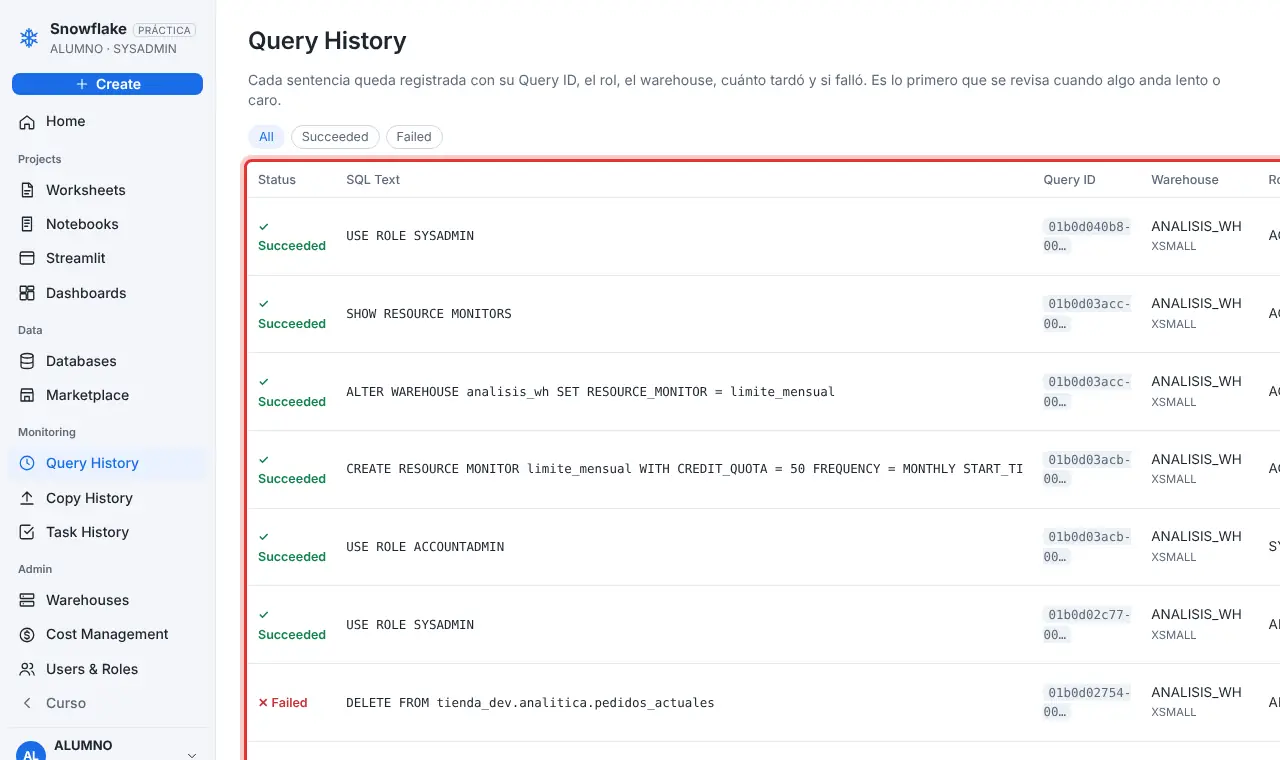 Snowflake PRÁCTICA
ALUMNO · SYSADMIN
+ Create
Home
Projects
Worksheets
Notebooks
Streamlit
Dashboards
Data
Databases
Marketplace
Monitoring
Query History
Copy History
Task History
Admin
Warehouses
Cost Management
Users & Roles
Curso
AL ALUMNO
Query History
Cada sentencia queda registrada con su Query ID, el rol, el warehouse, cuánto tardó y si falló. Es lo primero que se revisa cuando algo anda lento o
caro.
All Succeeded Failed
Status SQL Text Query ID Warehouse Ro
✓ Succeeded USE ROLE SYSADMIN 01b0d040b8-00… ANALISIS_WH XSMALL AC
✓ Succeeded SHOW RESOURCE MONITORS 01b0d03acc-00… ANALISIS_WH XSMALL AC
✓ Succeeded ALTER WAREHOUSE analisis_wh SET RESOURCE_MONITOR = limite_mensual 01b0d03acc-00… ANALISIS_WH XSMALL AC
✓ Succeeded CREATE RESOURCE MONITOR limite_mensual WITH CREDIT_QUOTA = 50 FREQUENCY = MONTHLY START_TI 01b0d03acb-00… ANALISIS_WH XSMALL AC
✓ Succeeded USE ROLE ACCOUNTADMIN 01b0d03acb-00… ANALISIS_WH XSMALL SY
✓ Succeeded USE ROLE SYSADMIN 01b0d02c77-00… ANALISIS_WH XSMALL
✕ Failed DELETE FROM tienda_dev.analitica.pedidos_actuales 01b0d02754-00… ANALISIS_WH XSMALL